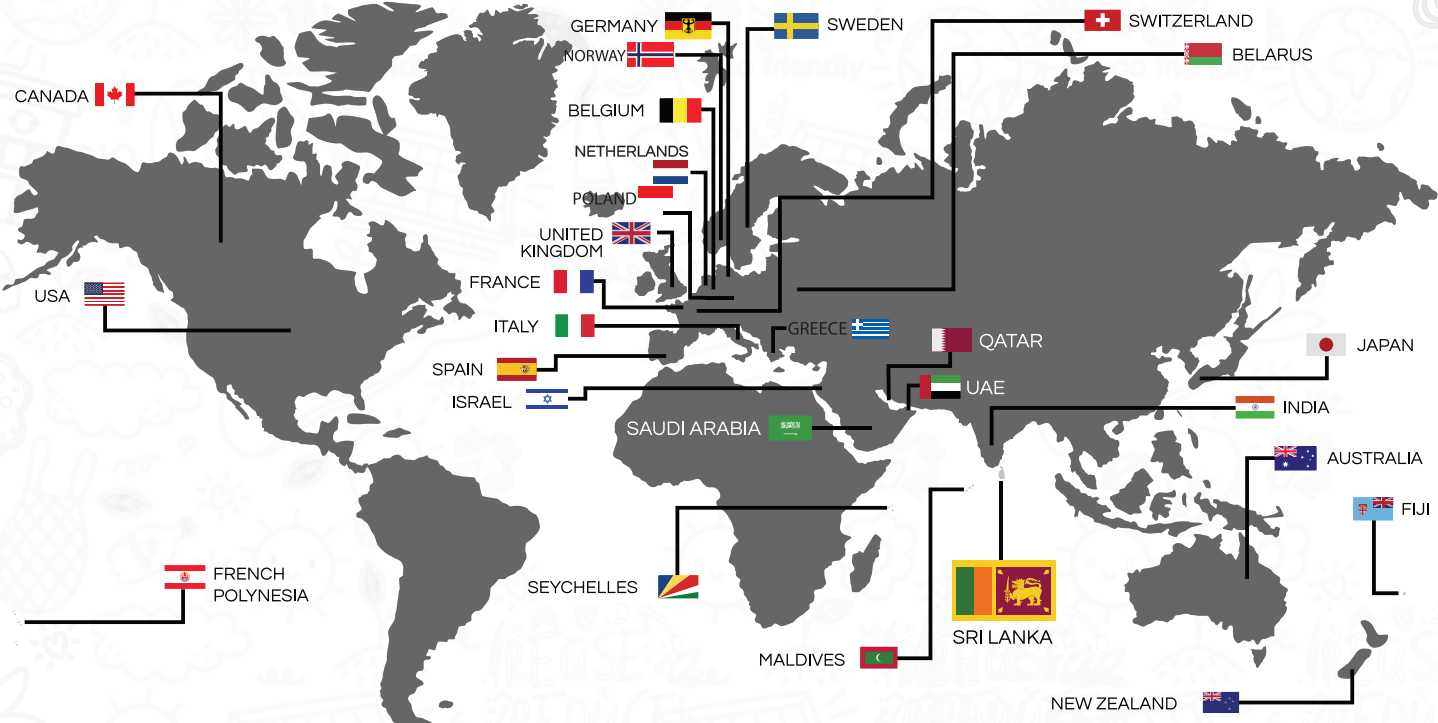 GERMANY
SWEDEN
SWITZERLAND
NORWAY
BELARUS
CANADA
BELGIUM
NETHERLANDS
POLAND
UNITED
KINGDOM
FRANCE
USA
ITALY
GREECE
QATAR
JAPAN
SPAIN
UAE
ISRAEL
INDIA
SAUDI ARABIA
AUSTRALIA
FIJI
FRENCH
POLYNESIA
SEYCHELLES
SRI LANKA
MALDIVES
NEW ZEALAND